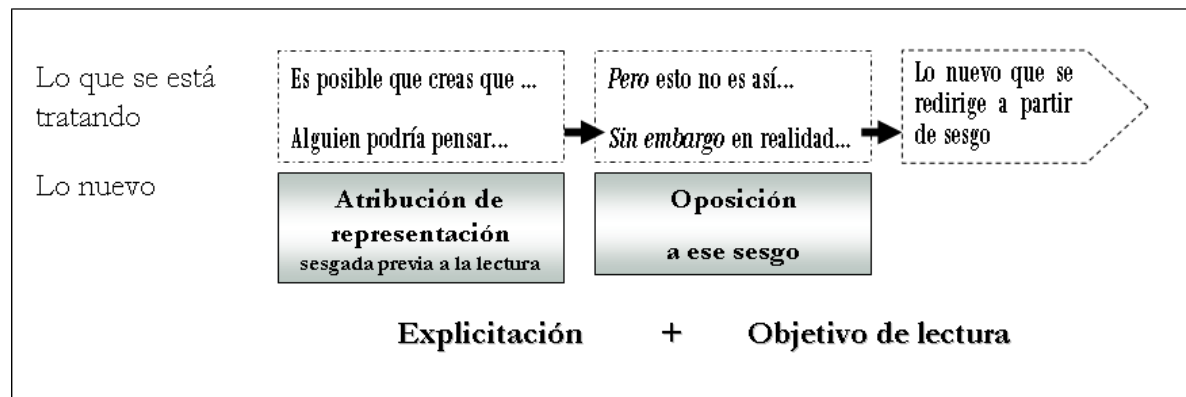 Lo que se está
tratando
Lo nuevo
Es posible que creas que ...
Alguien podría pensar...
Pero esto no es así...
Sin embargo en realidad...
Lo nuevo que se
redirige a partir
de sesgo
Atribución de
representación
sesgada previa a la lectura
Oposición
a ese sesgo
Explicitación + Objetivo de lectura